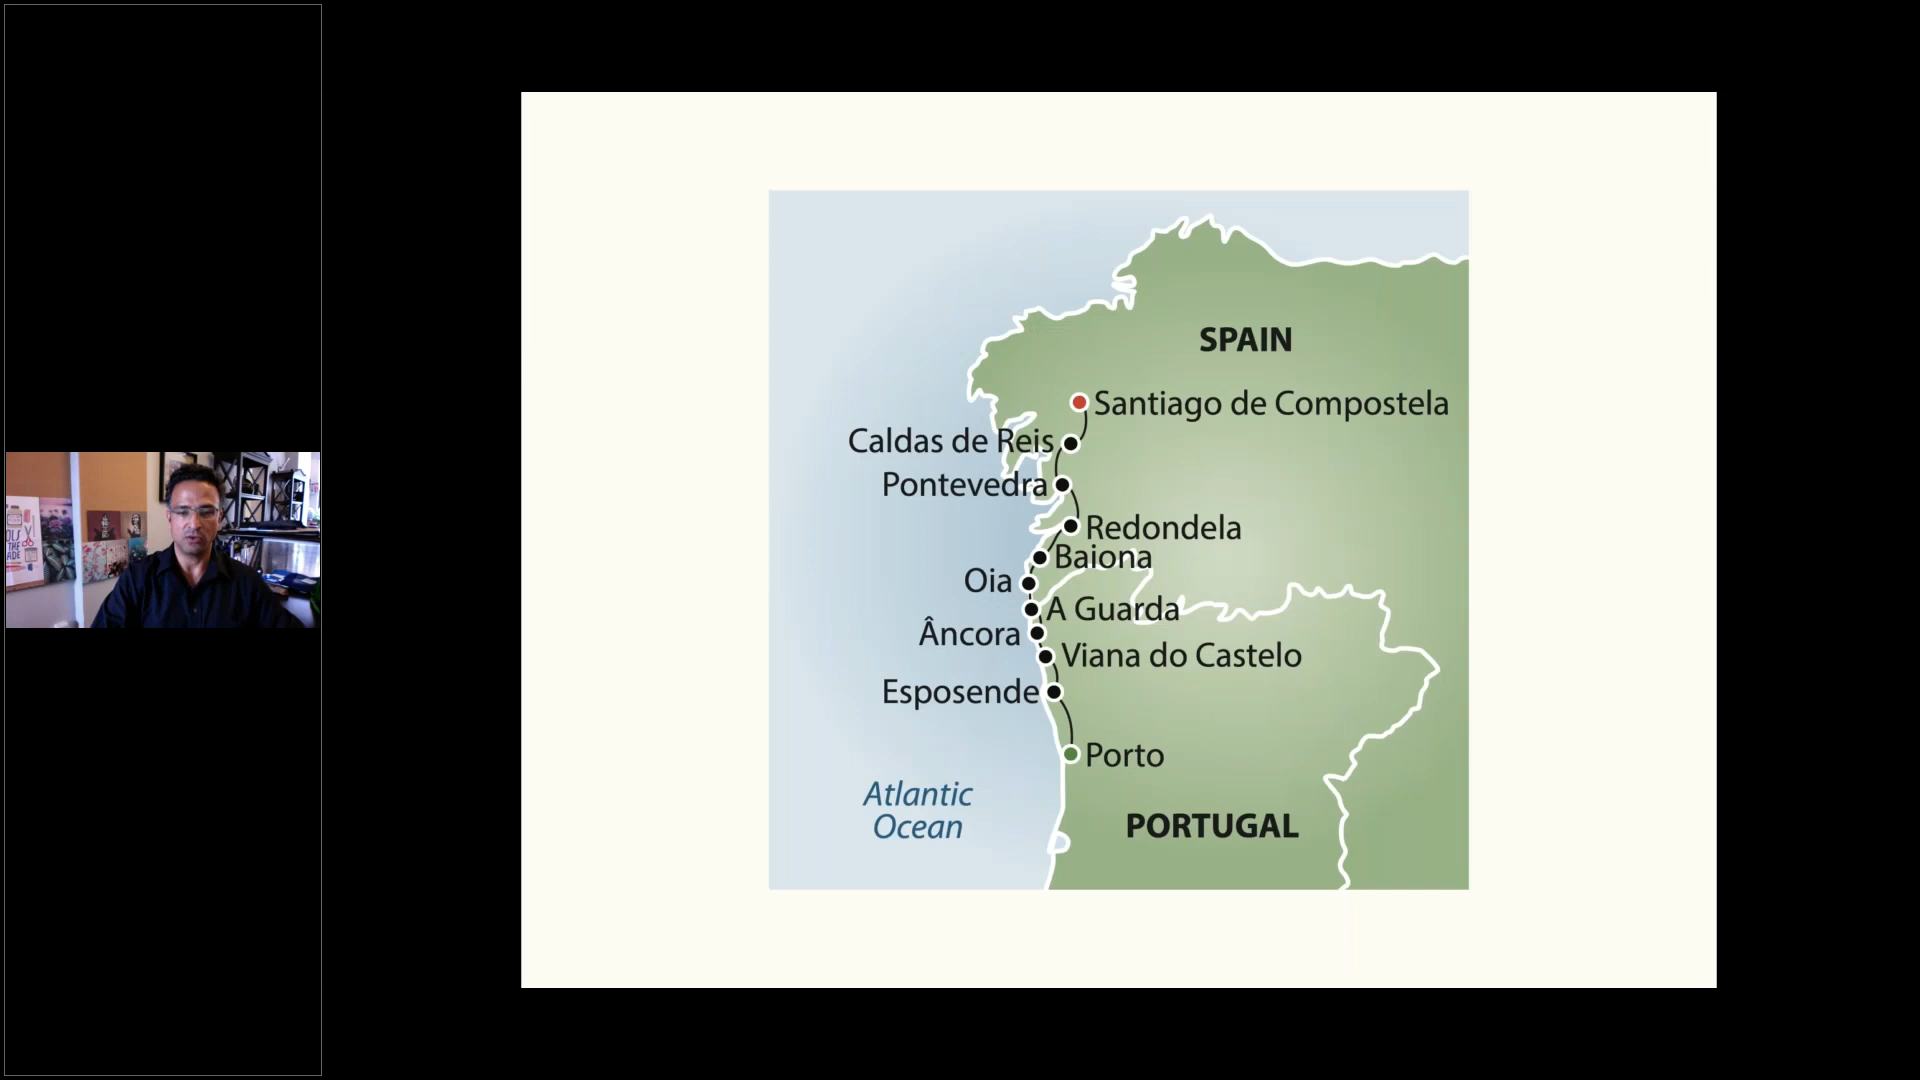 SPAIN
Santiago de Compostela
Caldas de Reis
Pontevedra
Redondela
Baiona
Oia
A Guarda
Âncora
Viana do Castelo
Esposende
Porto
Atlantic
Ocean
PORTUGAL
THE